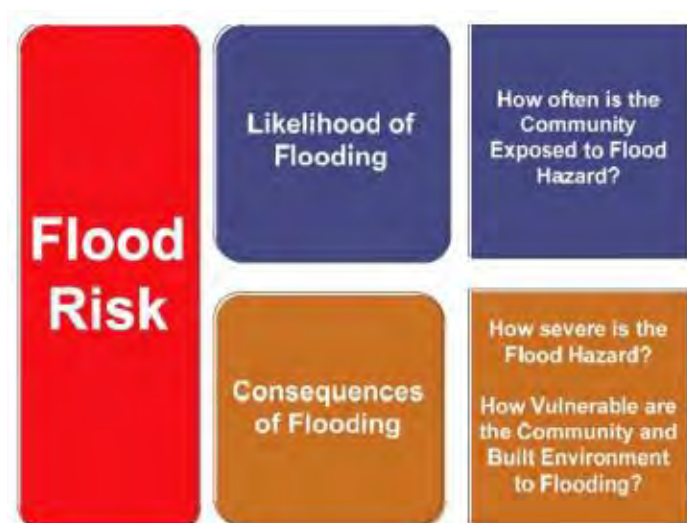 Flood
Risk
Likelihood of
Flooding
How often is the
Community
Exposed to Flood
Hazard?
Consequences
of Flooding
How severe is the
Flood Hazard?
How Vulnerable are
the Community and
Built Environment
to Flooding?